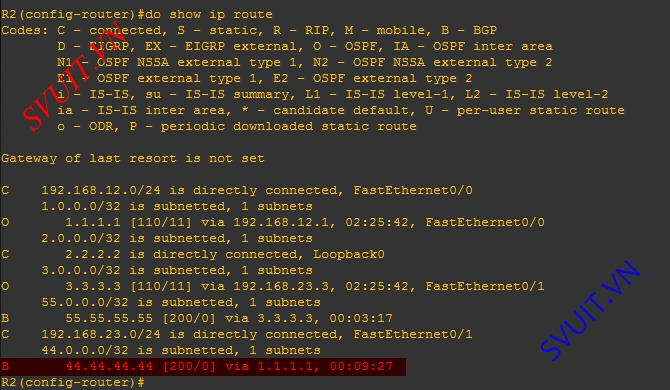 R2(config-router)#do show ip route
Codes: C - connected, S - static, R - RIP, M - mobile, B - BGP
D - EIGRP, EX - EIGRP external, O - OSPF, IA - OSPF inter area
N1 - OSPF NSSA external type 1, N2 - OSPF NSSA external type 2
E1 - OSPF external type 1, E2 - OSPF external type 2
i - IS-IS, su - IS-IS summary, L1 - IS-IS level-1, L2 - IS-IS level-2
ia - IS-IS inter area, * - candidate default, U - per-user static route
o - ODR, P - periodic downloaded static route
Gateway of last resort is not set
C 192.168.12.0/24 is directly connected, FastEthernet0/0
1.0.0.0/32 is subnetted, 1 subnets
O 1.1.1.1 [110/11] via 192.168.12.1, 02:25:42, FastEthernet0/0
2.0.0.0/32 is subnetted, 1 subnets
C 2.2.2.2 is directly connected, Loopback0
3.0.0.0/32 is subnetted, 1 subnets
O 3.3.3.3 [110/11] via 192.168.23.3, 02:25:42, FastEthernet0/1
55.0.0.0/32 is subnetted, 1 subnets
B 55.55.55.55 [200/0] via 3.3.3.3, 00:03:17
C 192.168.23.0/24 is directly connected, FastEthernet0/1
44.0.0.0/32 is subnetted, 1 subnets
B 44.44.44.44 [200/0] via 1.1.1.1, 00:09:27
R2(config-router)#
SVUIT.VN
SVUIT.VN